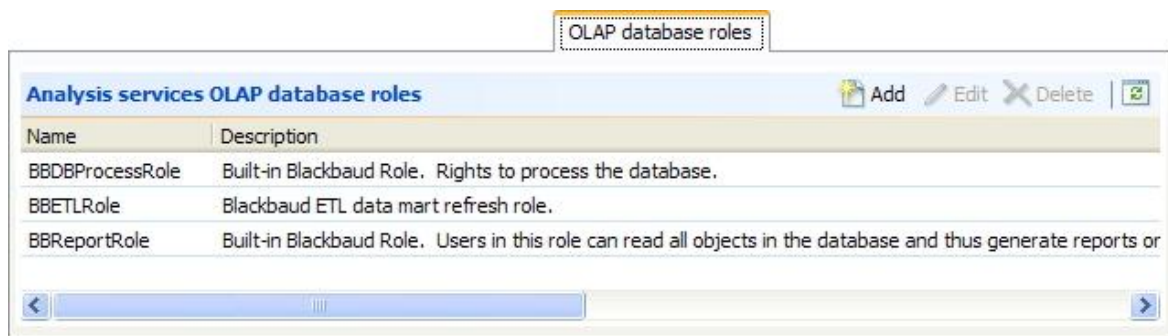 OLAP database roles
Analysis services OLAP database roles Add Edit Delete
Name Description
BBDBProcessRole Built-in Blackbaud Role. Rights to process the database.
BBETLRole Blackbaud ETL data mart refresh role.
BBReportRole Built-in Blackbaud Role. Users in this role can read all objects in the database and thus generate reports or